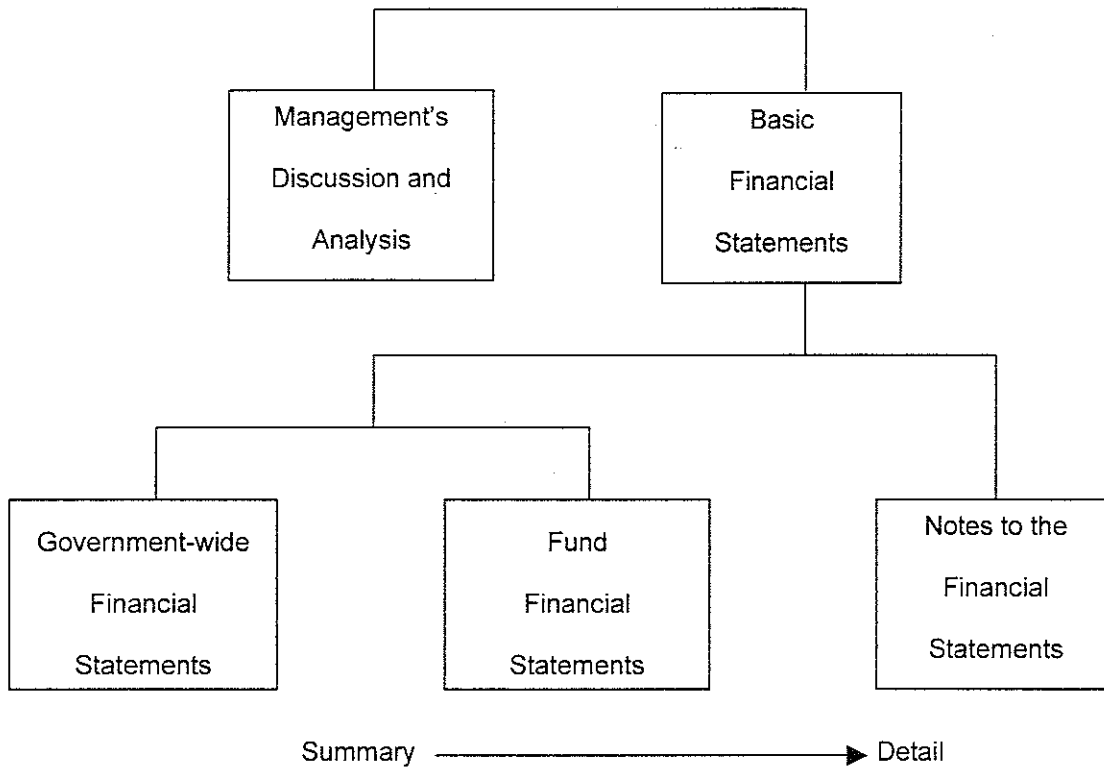 Management's
Discussion and
Analysis
Basic
Financial
Statements
Government-wide
Financial
Statements
Fund
Financial
Statements
Notes to the
Financial
Statements
Summary
Detail